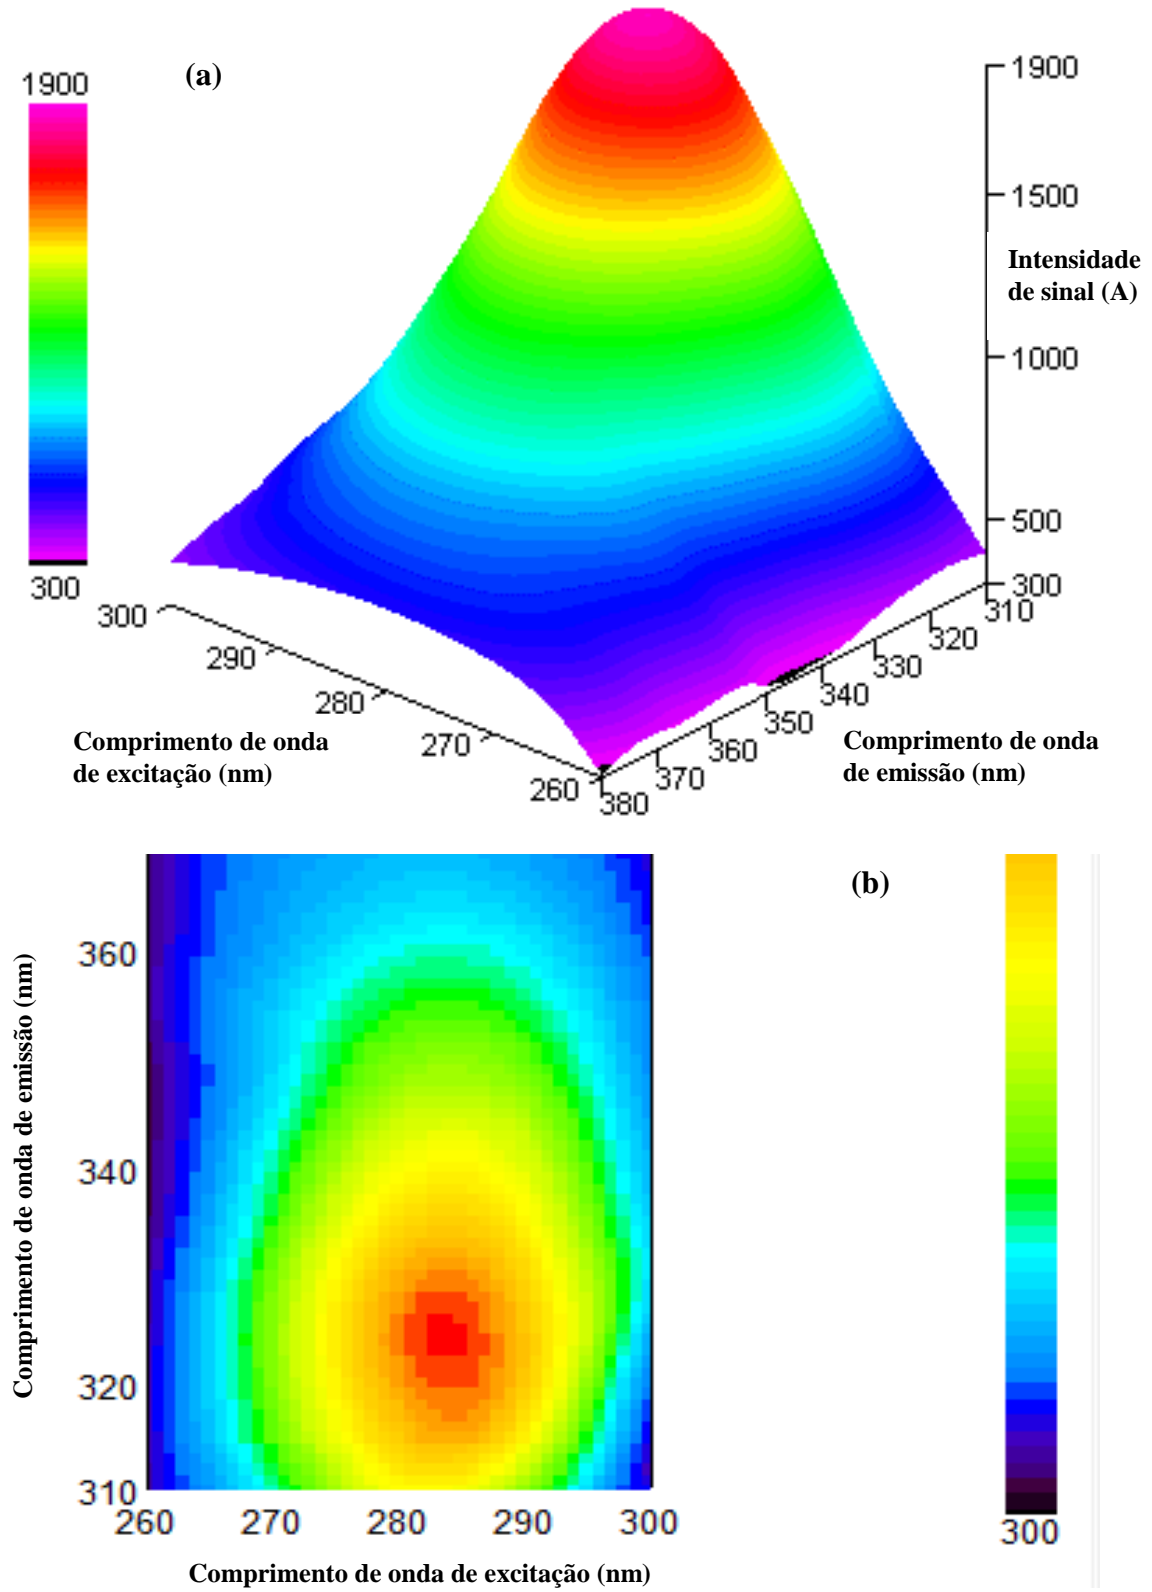 (a)
1900
300
1900
1500
Intensidade
de sinal (A)
1000
500
300
310
320
330
340
350
360
370
380
300
290
280
270
260
Comprimento de onda
de excitação (nm)
Comprimento de onda
de emissão (nm)
(b)
Comprimento de onda de emissão (nm)
360
340
320
310
260 270 280 290 300
300
Comprimento de onda de excitação (nm)